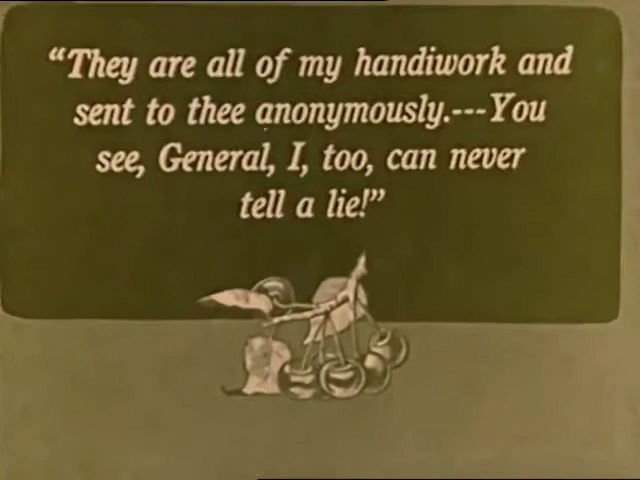 “They are all of my handiwork and
sent to thee anonymously.---You
see, General, I, too, can never
tell a lie!”